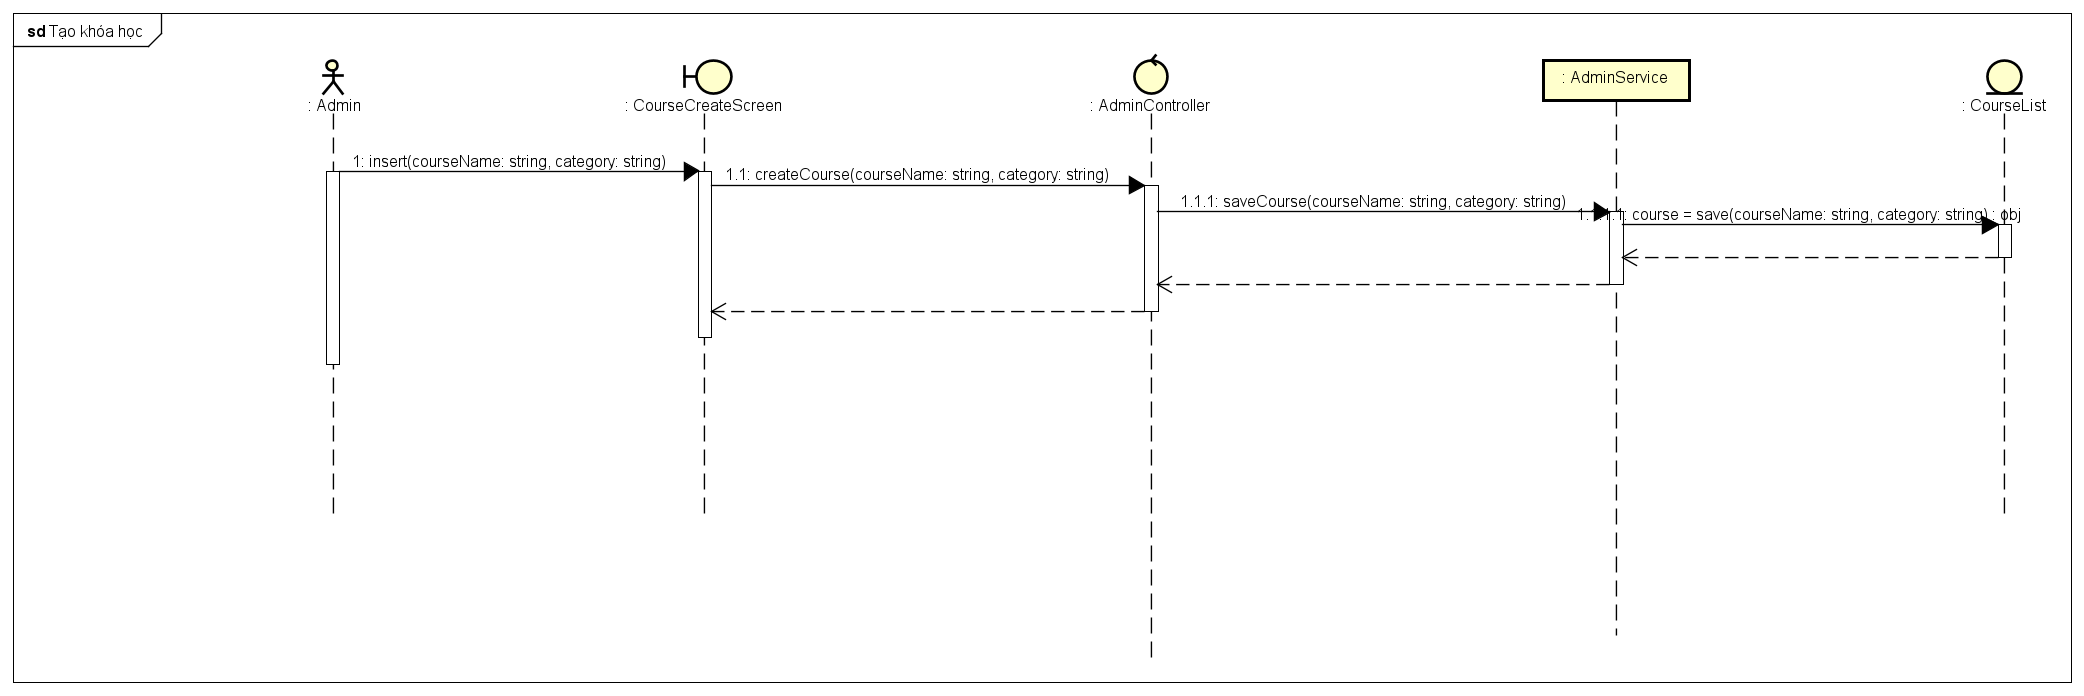 sd Tạo khóa học
: Admin
: CourseCreateScreen
: AdminController
: AdminService
: CourseList
1: insert(courseName: string, category: string)
1.1: createCourse(courseName: string, category: string)
1.1.1: saveCourse(courseName: string, category: string)
1.1.1.1: course = save(courseName: string, category: string) : obj